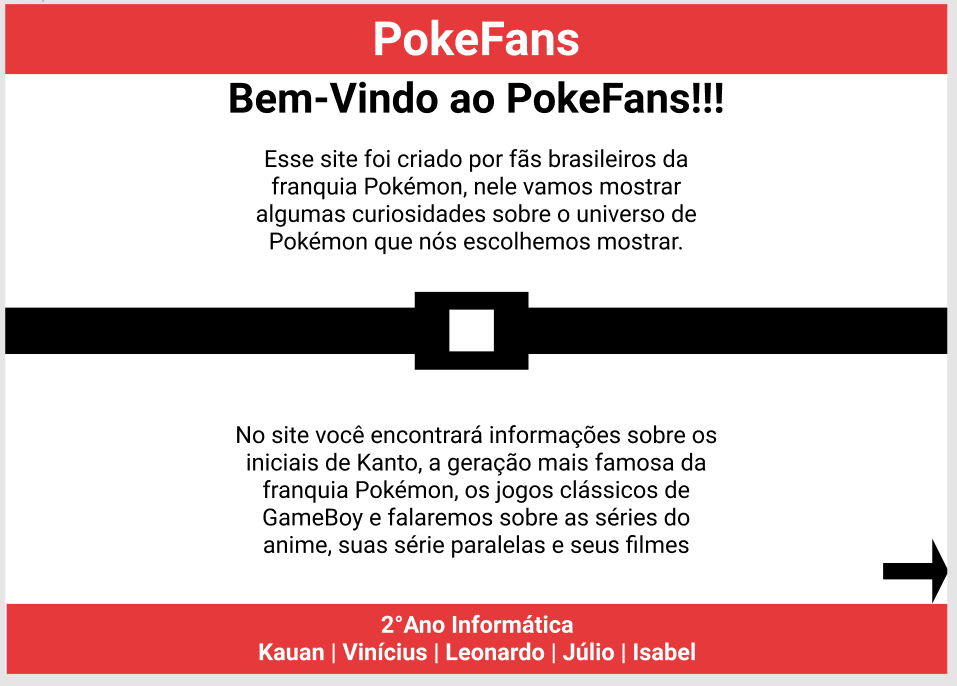 PokeFans
Bem-Vindo ao PokeFans!!!
Esse site foi criado por fãs brasileiros da
franquia Pokémon, nele vamos mostrar
algumas curiosidades sobre o universo de
Pokémon que nós escolhemos mostrar.
No site você encontrará informações sobre os
iniciais de Kanto, a geração mais famosa da
franquia Pokémon, os jogos clássicos de
GameBoy e falaremos sobre as séries do
anime, suas série paralelas e seus filmes
2°Ano Informática
Kauan | Vinícius | Leonardo | Júlio | Isabel